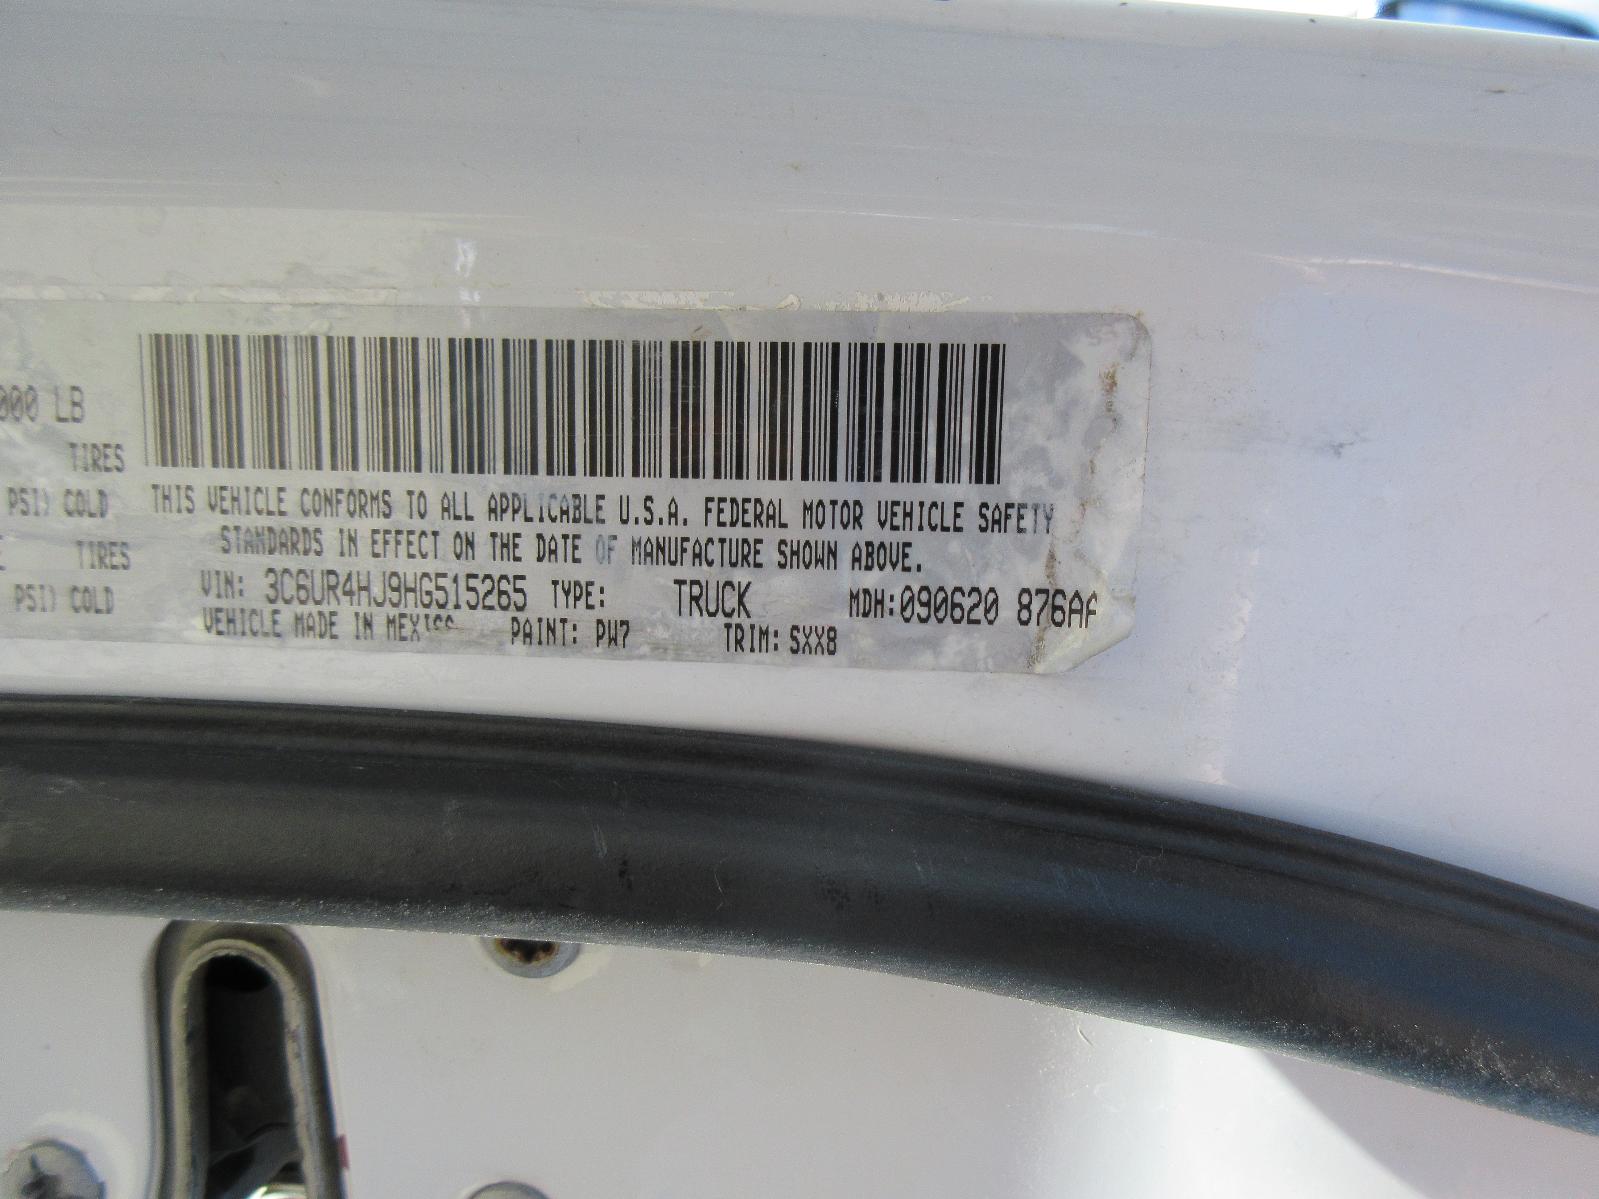 000 LB
TIRES
PSI) COLD
THIS VEHICLE CONFORMS TO ALL APPLICABLE U.S.A. FEDERAL MOTOR VEHICLE SAFETY
STANDARDS IN EFFECT ON THE DATE OF MANUFACTURE SHOWN ABOVE.
TIRES
PSI) COLD
VIN: 3C6UR4HJ9HG515265 TYPE: TRUCK MDH:090620 876AA
VEHICLE MADE IN MEXICO PAINT: PW7 TRIM: SXX8